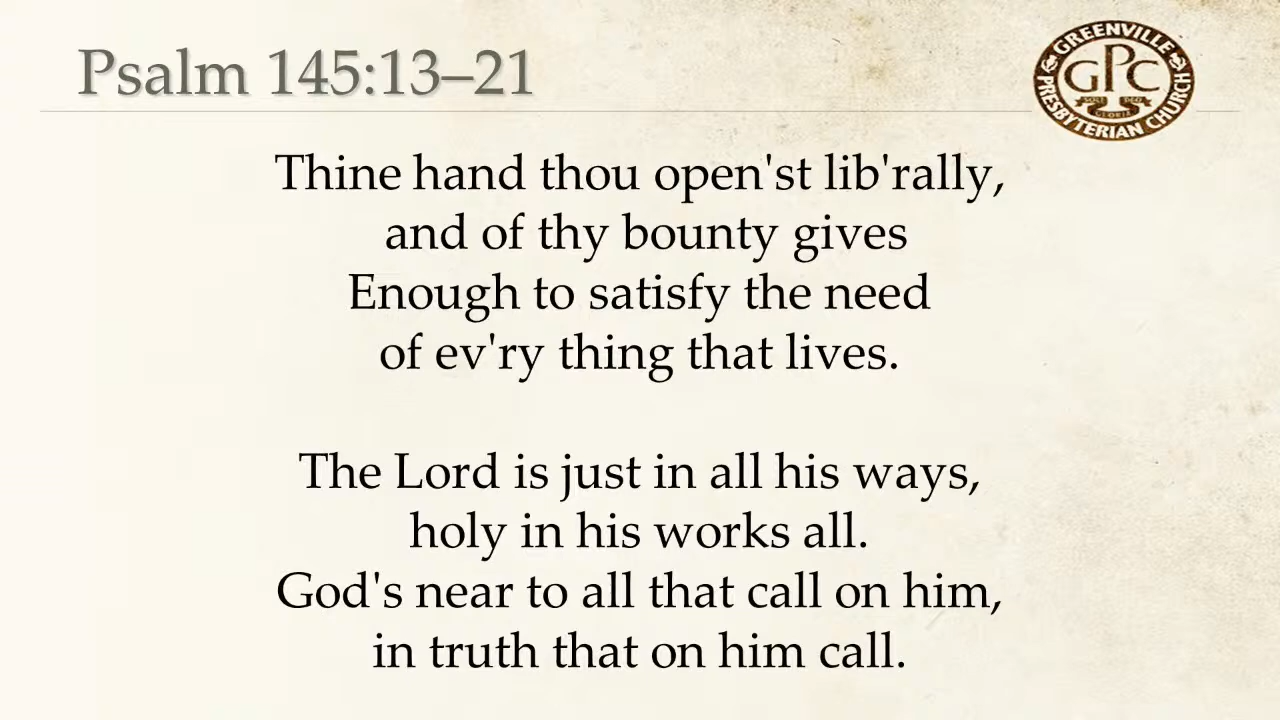 Psalm 145:13–21
GREENVILLE
GPC
SOLI DEO
GLORIA
PRESBYTERIAN CHURCH
Thine hand thou open'st lib'rally,
and of thy bounty gives
Enough to satisfy the need
of ev'ry thing that lives.
The Lord is just in all his ways,
holy in his works all.
God's near to all that call on him,
in truth that on him call.